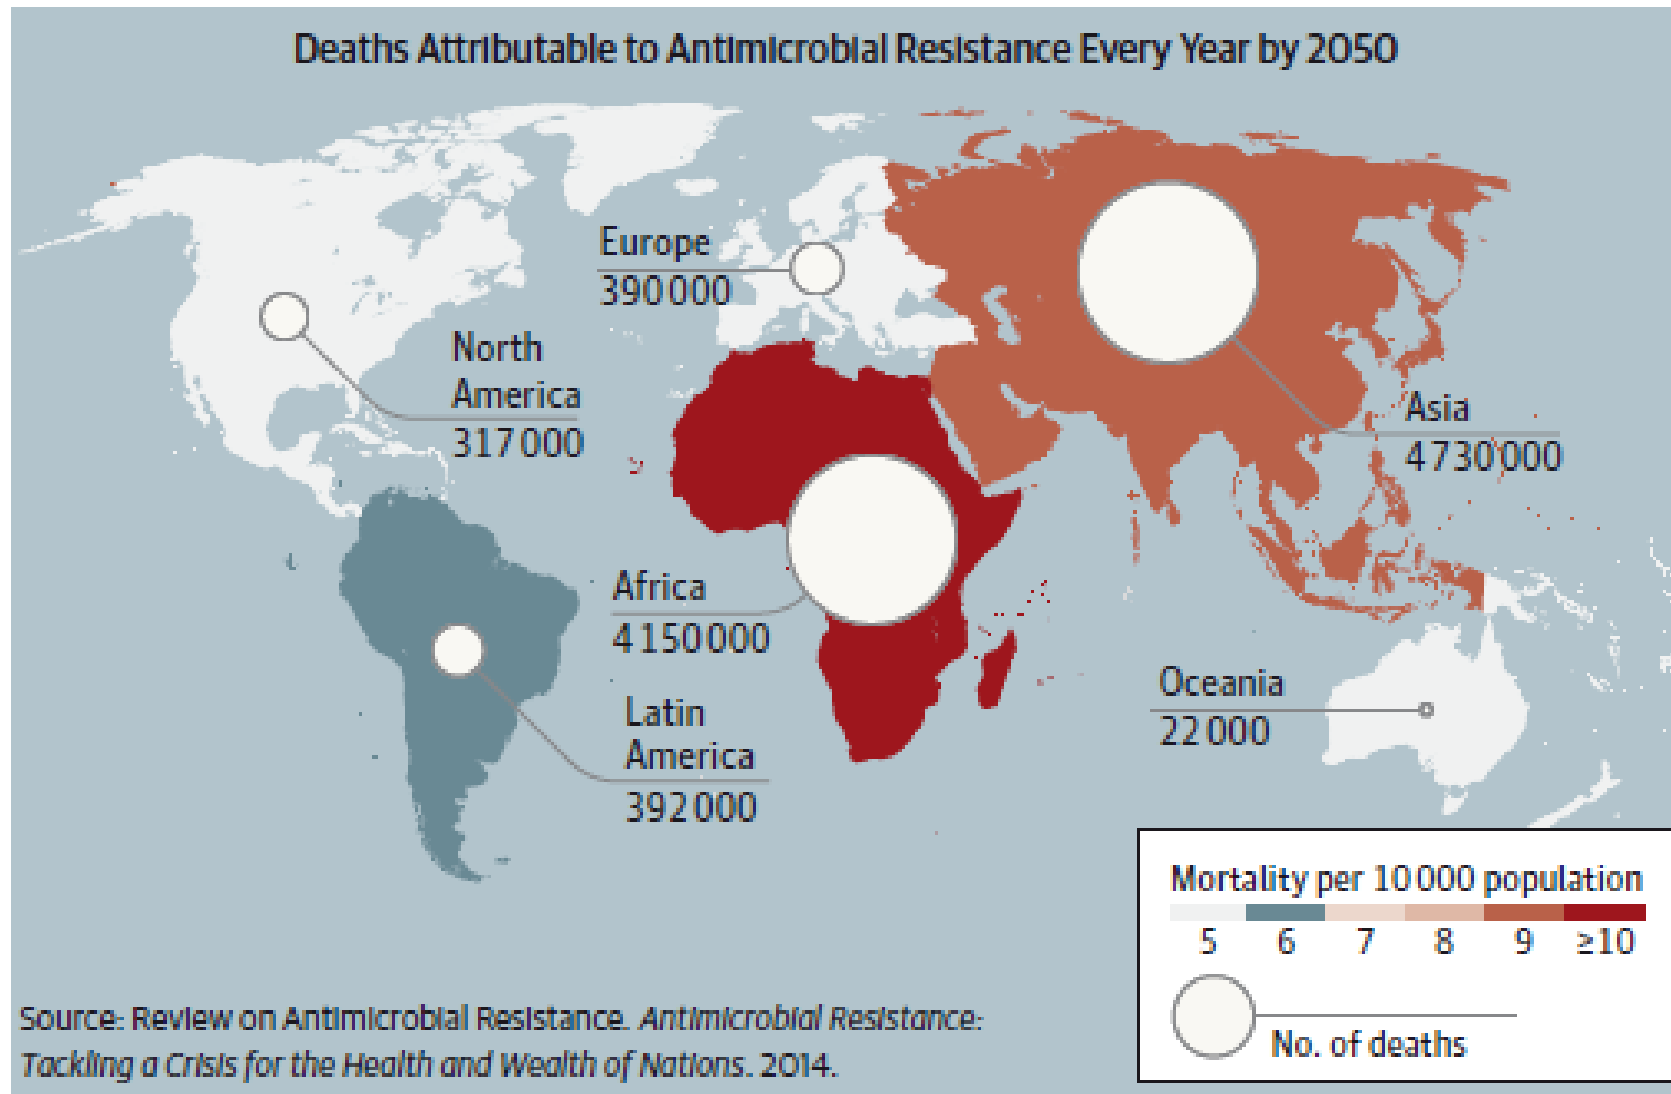 Deaths Attributable to Antimicrobial Resistance Every Year by 2050
Europe
390 000
North
America
317 000
Asia
4 730 000
Africa
4 150 000
Latin
America
392 000
Oceania
22 000
Mortality per 10 000 population
5 6 7 8 9 ≥10
No. of deaths
Source: Review on Antimicrobial Resistance. Antimicrobial Resistance:
Tackling a Crisis for the Health and Wealth of Nations. 2014.